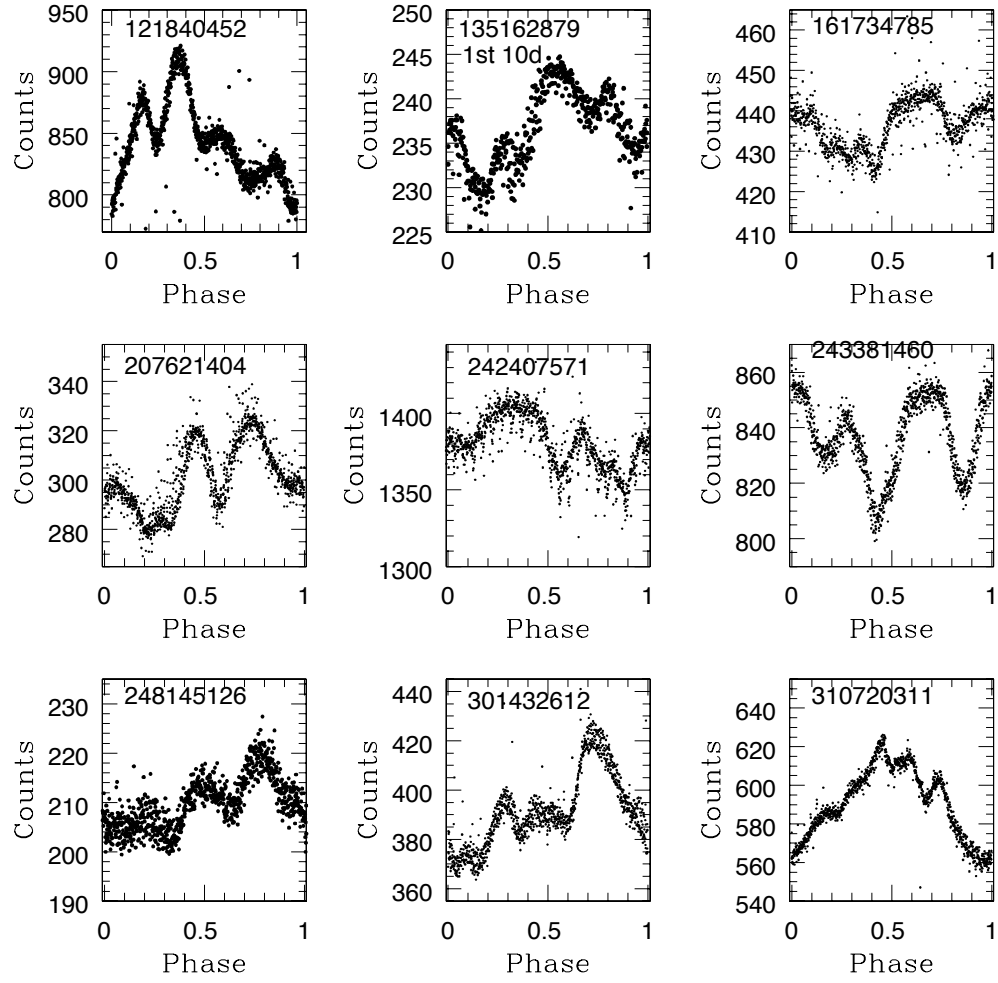 121840452
950
900
850
800
Counts
0 0.5 1
Phase
135162879
1st 10d
250
245
240
235
230
225
Counts
0 0.5 1
Phase
161734785
460
450
440
430
420
410
Counts
0 0.5 1
Phase
207621404
340
320
300
280
Counts
0 0.5 1
Phase
242407571
1400
1350
1300
Counts
0 0.5 1
Phase
243381460
860
840
820
800
Counts
0 0.5 1
Phase
248145126
230
220
210
200
190
Counts
0 0.5 1
Phase
301432612
440
420
400
380
360
Counts
0 0.5 1
Phase
310720311
640
620
600
580
560
540
Counts
0 0.5 1
Phase